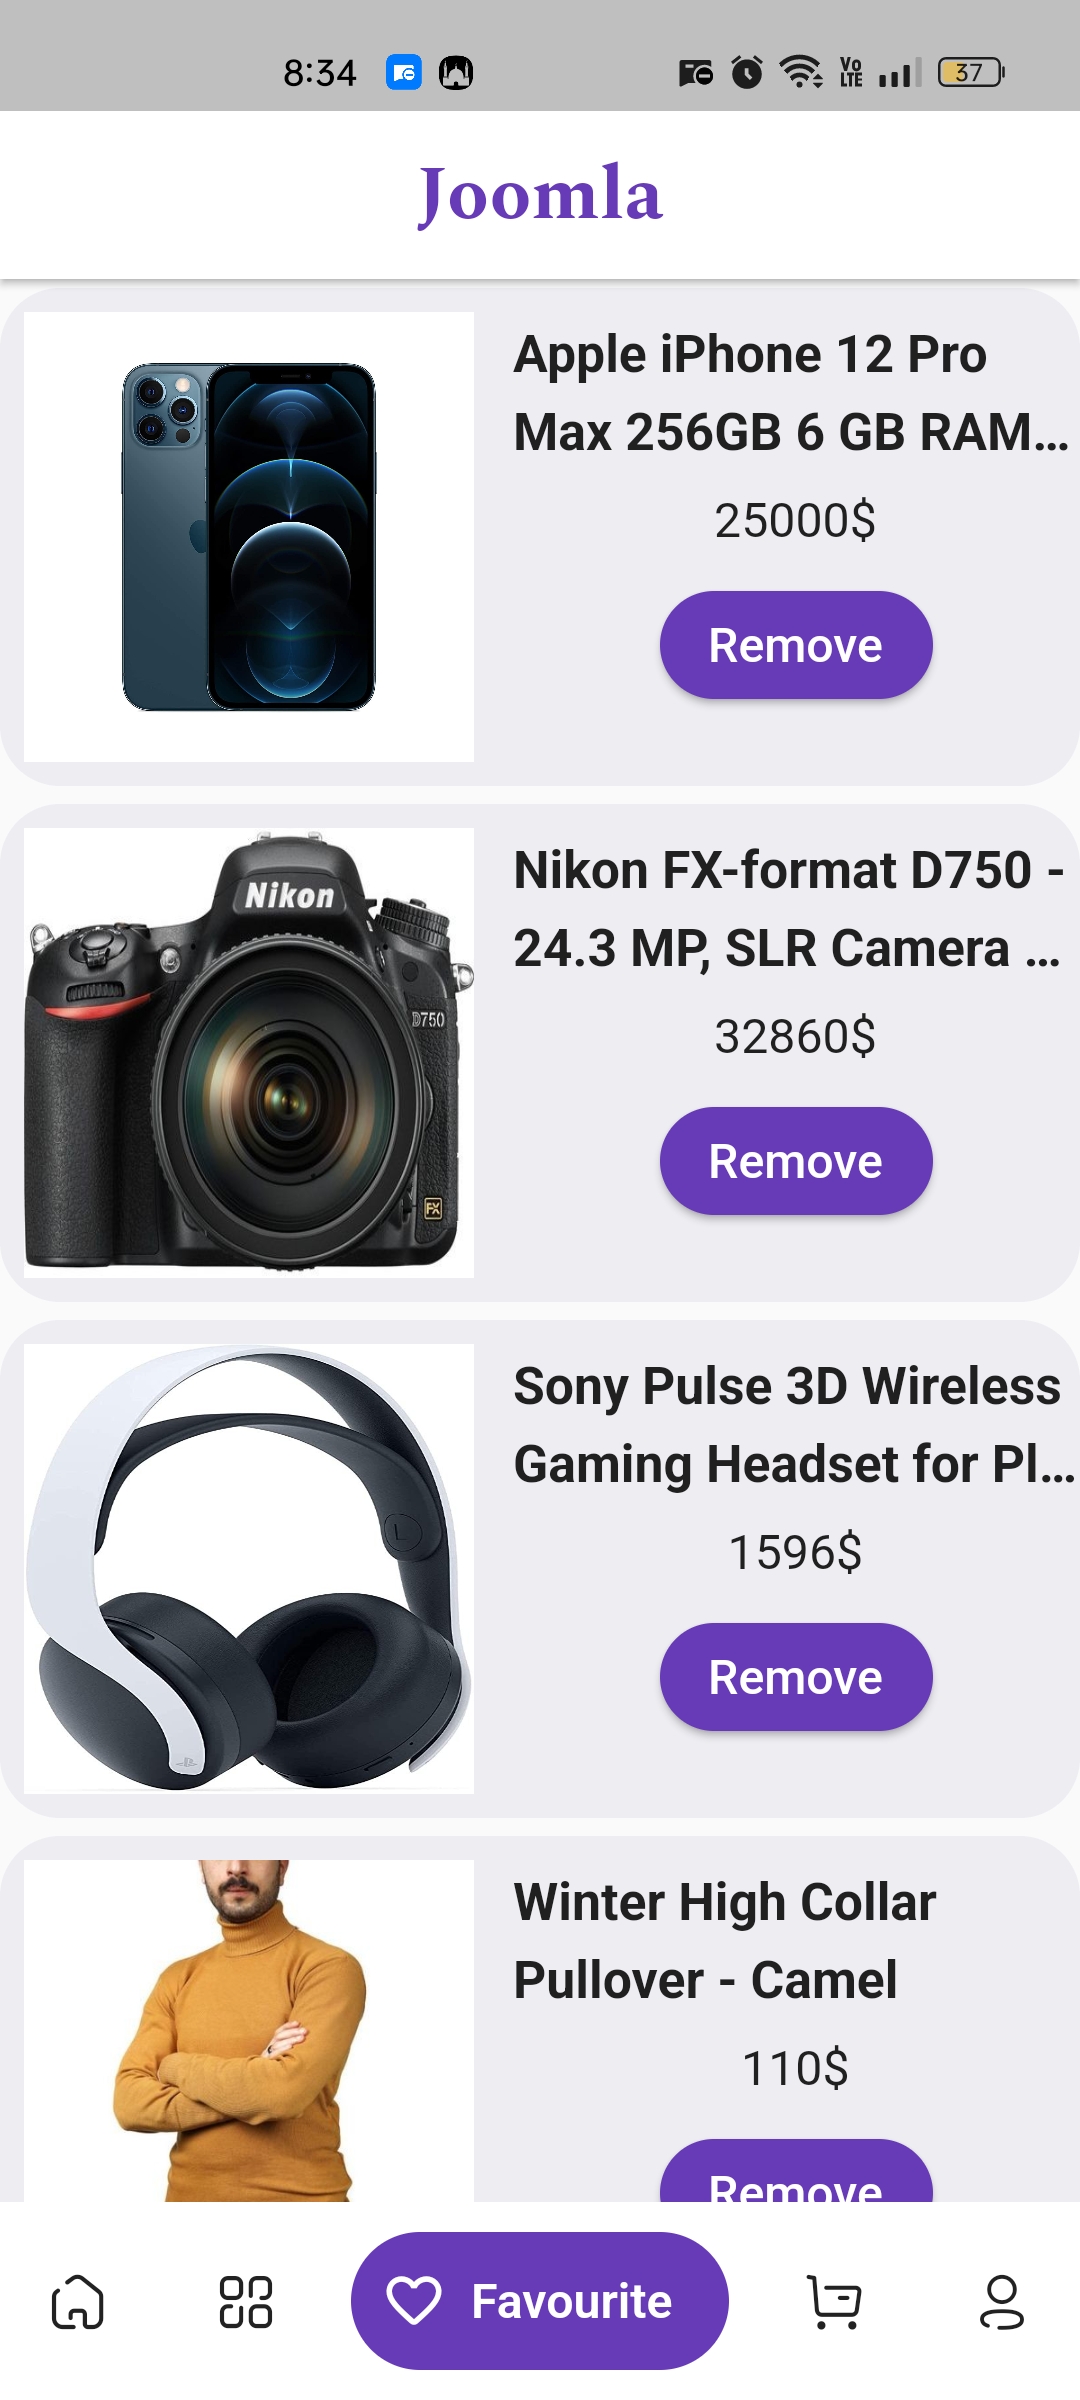 8:34
Vo
LTE
37
Joomla
Apple iPhone 12 Pro
Max 256GB 6 GB RAM...
25000$
Remove
Nikon
D750
FX
Nikon FX-format D750 -
24.3 MP, SLR Camera ...
32860$
Remove
L
Sony Pulse 3D Wireless
Gaming Headset for Pl...
1596$
Remove
Winter High Collar
Pullover - Camel
110$
Remove
Favourite